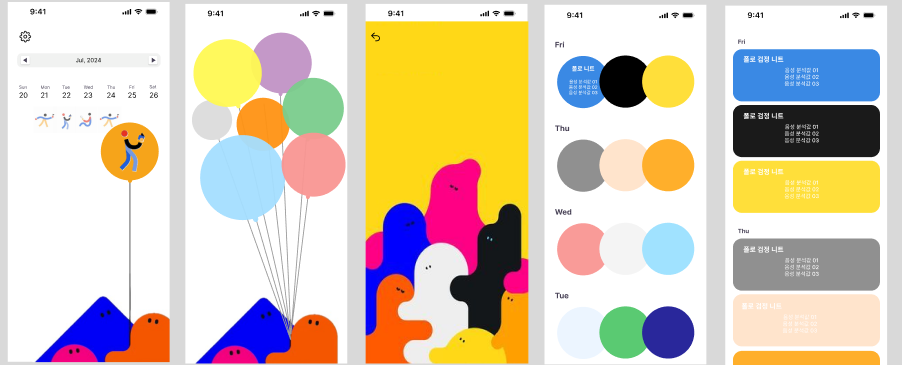 9:41
Jul, 2024
Sun Mon Tue Wed Thu Fri Sat
20 21 22 23 24 25 26
9:41
9:41
9:41
Fri
폴로 니트
음성 분석값 01
음성 분석값 02
음성 분석값 03
Thu
Wed
Tue
9:41
Fri
폴로 검정 니트
음성 분석값 01
음성 분석값 02
음성 분석값 03
폴로 검정 니트
음성 분석값 01
음성 분석값 02
음성 분석값 03
폴로 검정 니트
음성 분석값 01
음성 분석값 02
음성 분석값 03
Thu
폴로 검정 니트
음성 분석값 01
음성 분석값 02
음성 분석값 03
폴로 검정 니트
음성 분석값 01
음성 분석값 02
음성 분석값 03